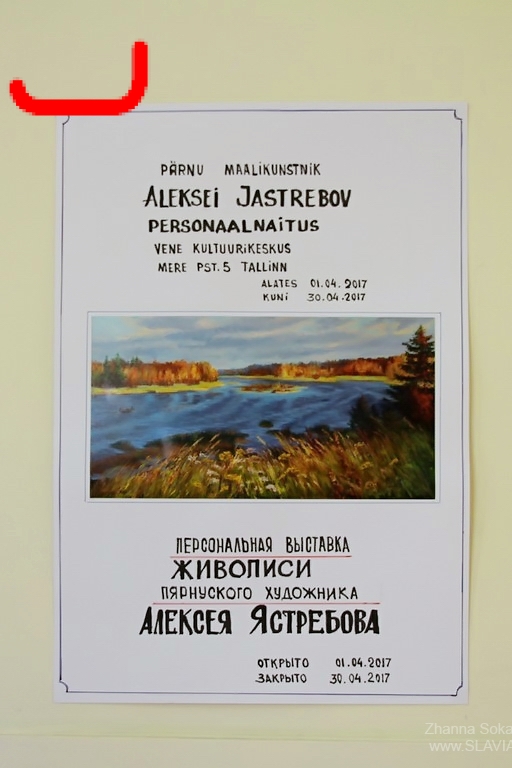 PÄRNU MAALIKUNSTNIK
ALEKSEI JASTREBOV
PERSONAALNAITUS
VENE KULTUURIKESKUS
MERE PST. 5 TALLINN
ALATES 01.04.2017
KUNI 30.04.2017
ПЕРСОНАЛЬНАЯ ВЫСТАВКА
ЖИВОПИСИ
ПЯРНУСКОГО ХУДОЖНИКА
АЛЕКСЕЯ ЯСТРЕБОВА
ОТКРЫТО 01.04.2017
ЗАКРЫТО 30.04.2017
Zhanna Soka
www.SLAVIA